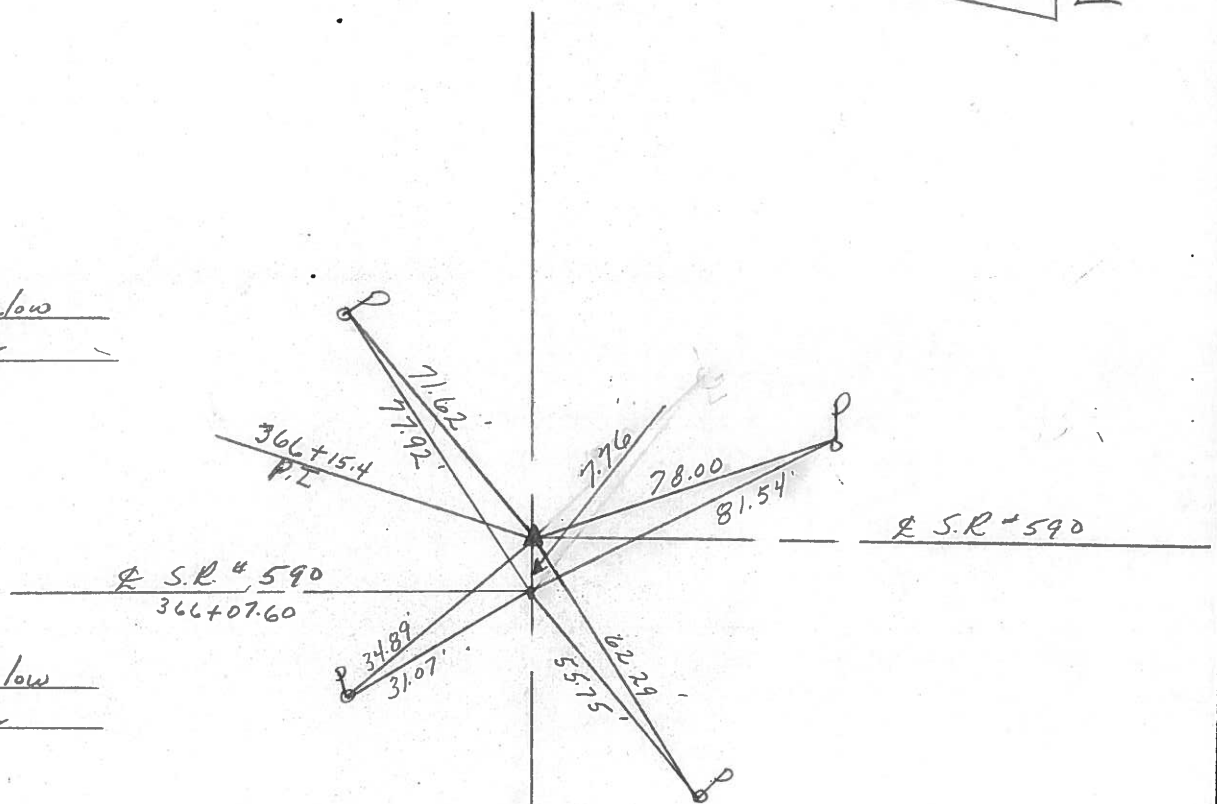 low
71.62'
77.92'
366+15.4
P.I
7.76
78.00
81.54'
℄ S.R # 590
℄ S.R. # 590
366+07.60
34.89'
31.07'
62.29
55.75'
low